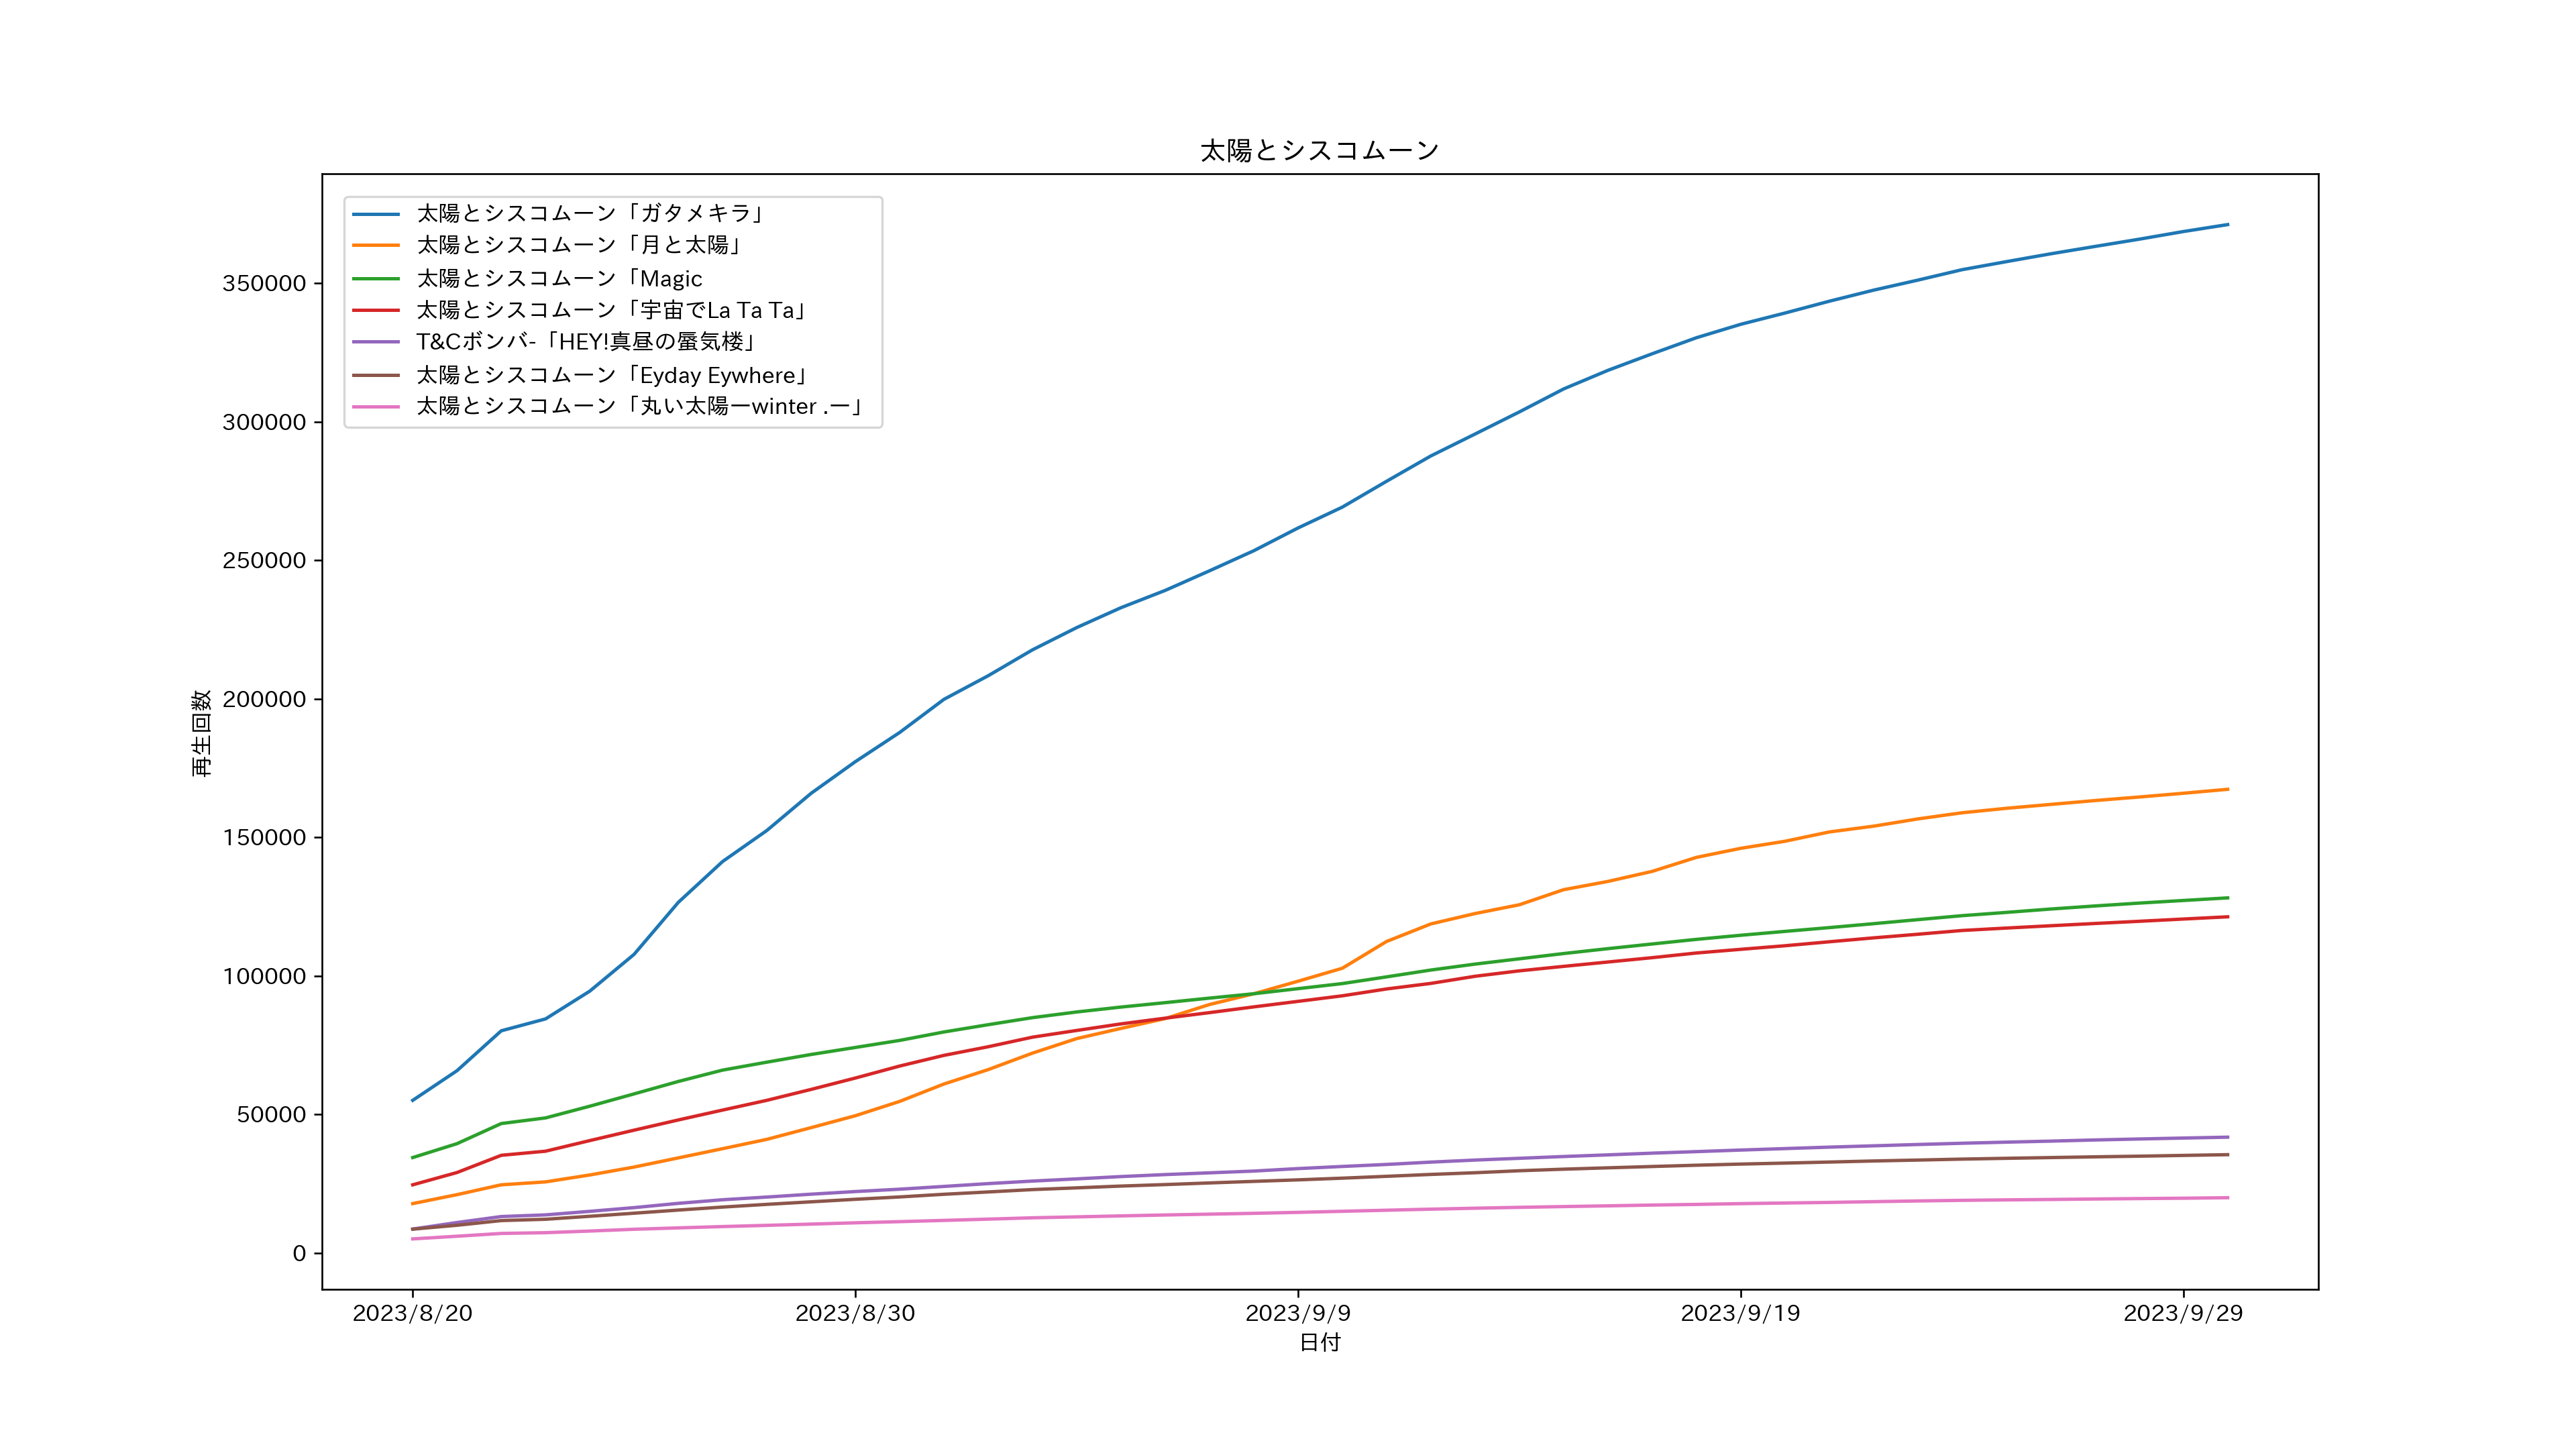 太陽とシスコムーン
太陽とシスコムーン「ガタメキラ」
太陽とシスコムーン「月と太陽」
太陽とシスコムーン「Magic
太陽とシスコムーン「宇宙でLa Ta Ta」
T&Cボンバ-「HEY!真昼の蜃気楼」
太陽とシスコムーン「Eyday Eywhere」
太陽とシスコムーン「丸い太陽ーwinter .ー」
350000
300000
250000
200000
150000
100000
50000
0
再生回数
2023/8/20
2023/8/30
2023/9/9
2023/9/19
2023/9/29
日付